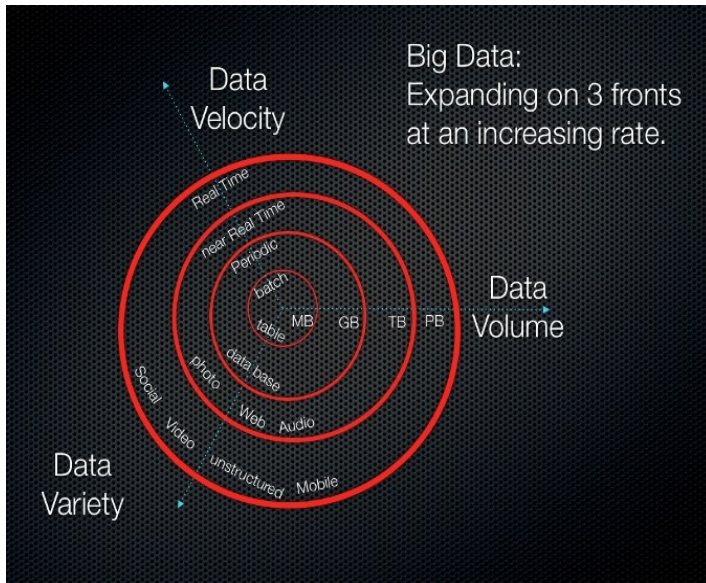 Big Data:
Expanding on 3 fronts
at an increasing rate.
Data
Velocity
Real Time
near Real Time
Periodic
batch
table
MB
GB
TB
PB
Data
Volume
data base
photo
Web
Audio
Social
Video
unstructured
Mobile
Data
Variety